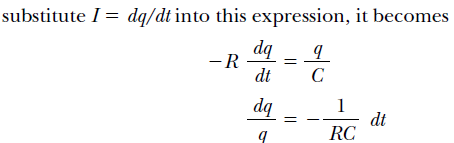 substitute I = dq/dt into this expression, it becomes
-R dq/dt = q/C
dq/q = - 1/RC dt